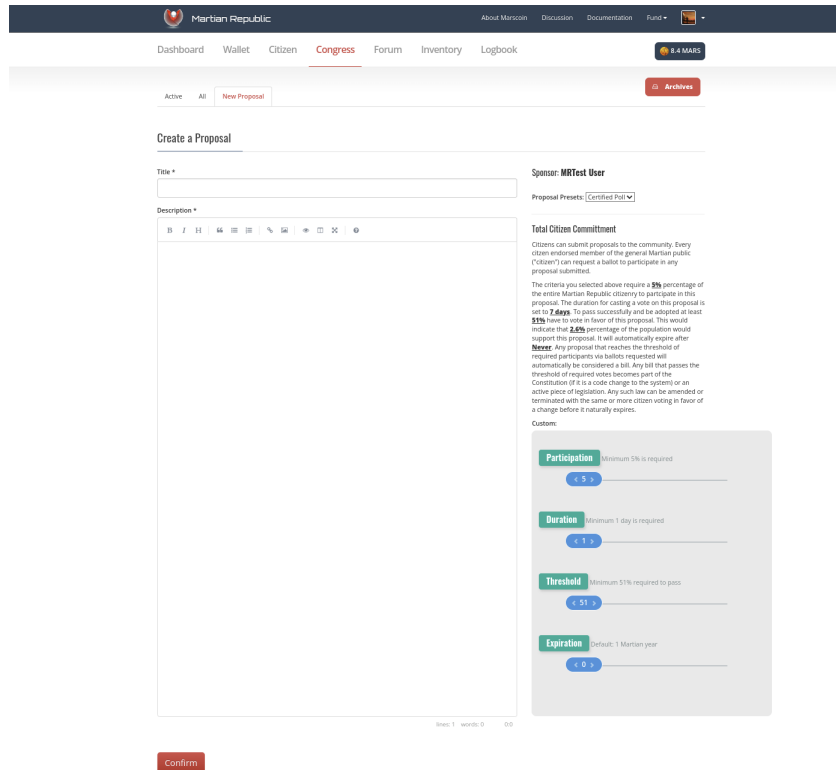 Martian Republic
About Marscoin Discussion Documentation Fund
Dashboard Wallet Citizen Congress Forum Inventory Logbook
8.4 MARS
Active All New Proposal
Archives
Create a Proposal
Title *
Description *
B I H
lines: 1 words: 0 0:0
Confirm
Sponsor: MRTest User
Proposal Presets: Certified Poll
Total Citizen Committment
Citizens can submit proposals to the community. Every
citzen endorsed member of the general Martian public
("citizen") can request a ballot to participate in any
proposal submitted.
The criteria you selected above require a 5% percentage of
the entire Martian Republic citizenry to partcipate in this
proposal. The duration for casting a vote on this proposal is
set to 7 days. To pass successfully and be adopted at least
51% have to vote in favor of this proposal. This would
indicate that 2.6% percentage of the population would
support this proposal. It will automatically expire after
Never. Any proposal that reaches the threshold of
required participants via ballots requested will
automatically be considered a bill. Any bill that passes the
threshold of required votes becomes part of the
Constitution (if it is a code change to the system) or an
active piece of legislation. Any such law can be amended or
terminated with the same or more citizen voting in favor of
a change before it naturally expires.
Custom:
Participation Minimum 5% is required
< 5 >
Duration Minimum 1 day is required
< 1 >
Threshold Minimum 51% required to pass
< 51 >
Expiration Default: 1 Martian year
< 0 >